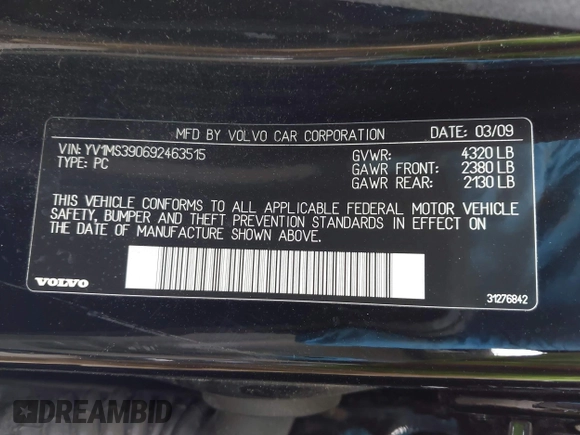 MFD BY VOLVO CAR CORPORATION DATE: 03/09
VIN: YV1MS390692463515 GVWR: 4320 LB
TYPE: PC GAWR FRONT: 2380 LB
GAWR REAR: 2130 LB
THIS VEHICLE CONFORMS TO ALL APPLICABLE FEDERAL MOTOR VEHICLE
SAFETY, BUMPER AND THEFT PREVENTION STANDARDS IN EFFECT ON
THE DATE OF MANUFACTURE SHOWN ABOVE.
VOLVO 31276842
DREAMBID